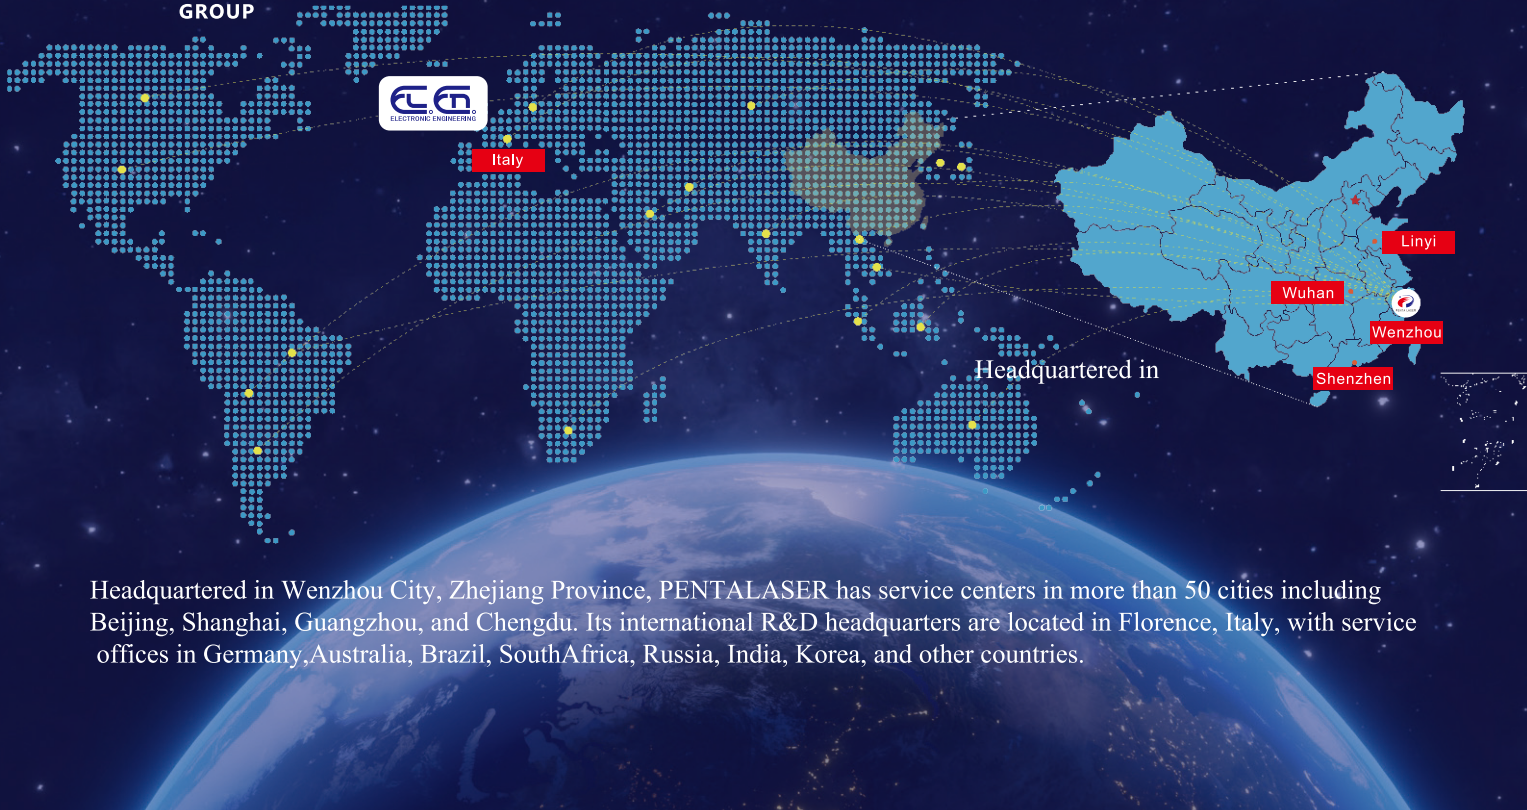 GROUP
EL.EN.
ELECTRONIC ENGINEERING
Italy
Linyi
Wuhan
Wenzhou
Shenzhen
Headquartered in
Headquartered in Wenzhou City, Zhejiang Province, PENTALASER has service centers in more than 50 cities including
Beijing, Shanghai, Guangzhou, and Chengdu. Its international R&D headquarters are located in Florence, Italy, with service
offices in Germany,Australia, Brazil, SouthAfrica, Russia, India, Korea, and other countries.